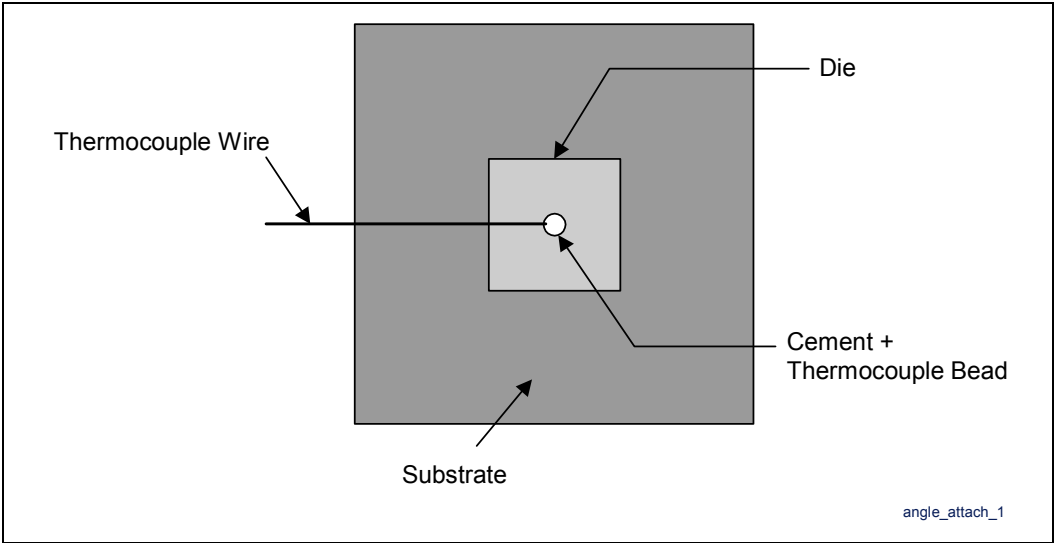 Die
Thermocouple Wire
Cement +
Thermocouple Bead
Substrate
angle_attach_1